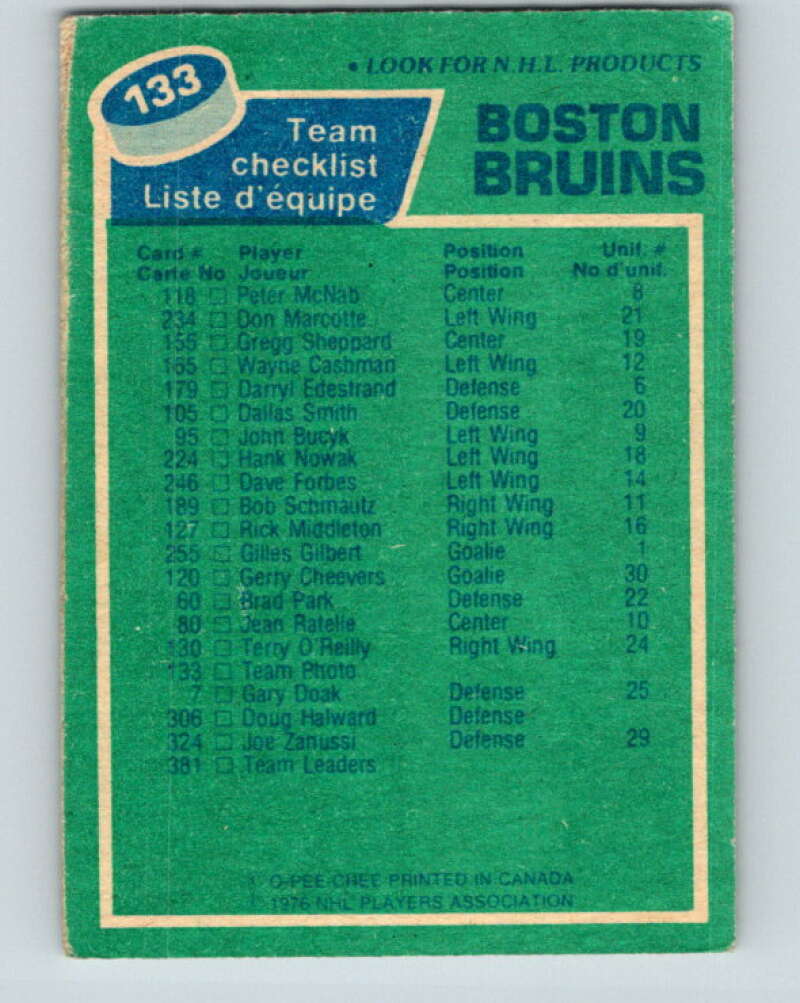 133
• LOOK FOR N.H.L. PRODUCTS
Team checklist
Liste d'équipe
BOSTON BRUINS
Card # Player Position Unif. #
Carte No Joueur Position No d'unif.
118 □ Peter McNab Center 8
234 □ Don Marcotte Left Wing 21
155 □ Gregg Sheppard Center 19
165 □ Wayne Cashman Left Wing 12
179 □ Darryl Edestrand Defense 6
105 □ Dallas Smith Defense 20
95 □ John Bucyk Left Wing 9
224 □ Hank Nowak Left Wing 18
246 □ Dave Forbes Left Wing 14
189 □ Bob Schmautz Right Wing 11
127 □ Rick Middleton Right Wing 16
255 □ Gilles Gilbert Goalie 1
120 □ Gerry Cheevers Goalie 30
60 □ Brad Park Defense 22
80 □ Jean Ratelle Center 10
130 □ Terry O'Reilly Right Wing 24
133 □ Team Photo
7 □ Gary Doak Defense 25
306 □ Doug Halward Defense
324 □ Joe Zanussi Defense 29
381 □ Team Leaders
© O-PEE-CHEE PRINTED IN CANADA
© 1976 NHL PLAYERS ASSOCIATION